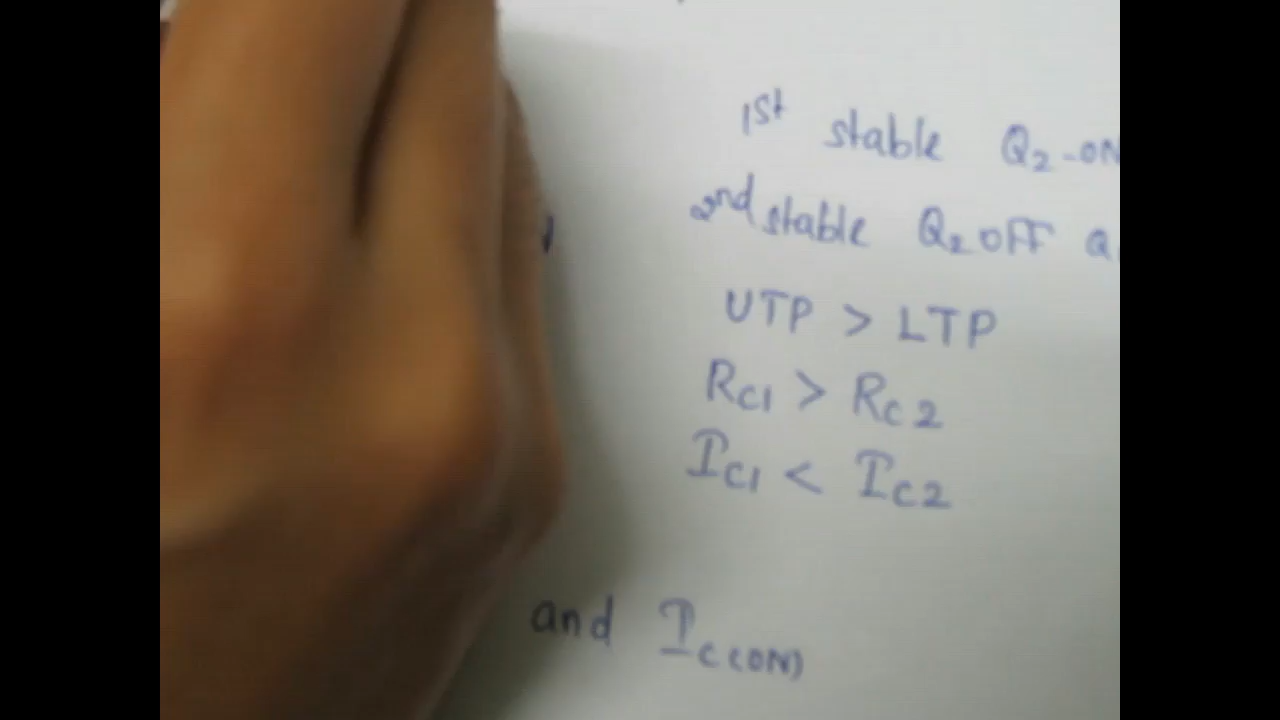 1st stable Q2-ON
2nd stable Q2 OFF Q
UTP > LTP
RC1 > RC2
IC1 < IC2
and IC(ON)